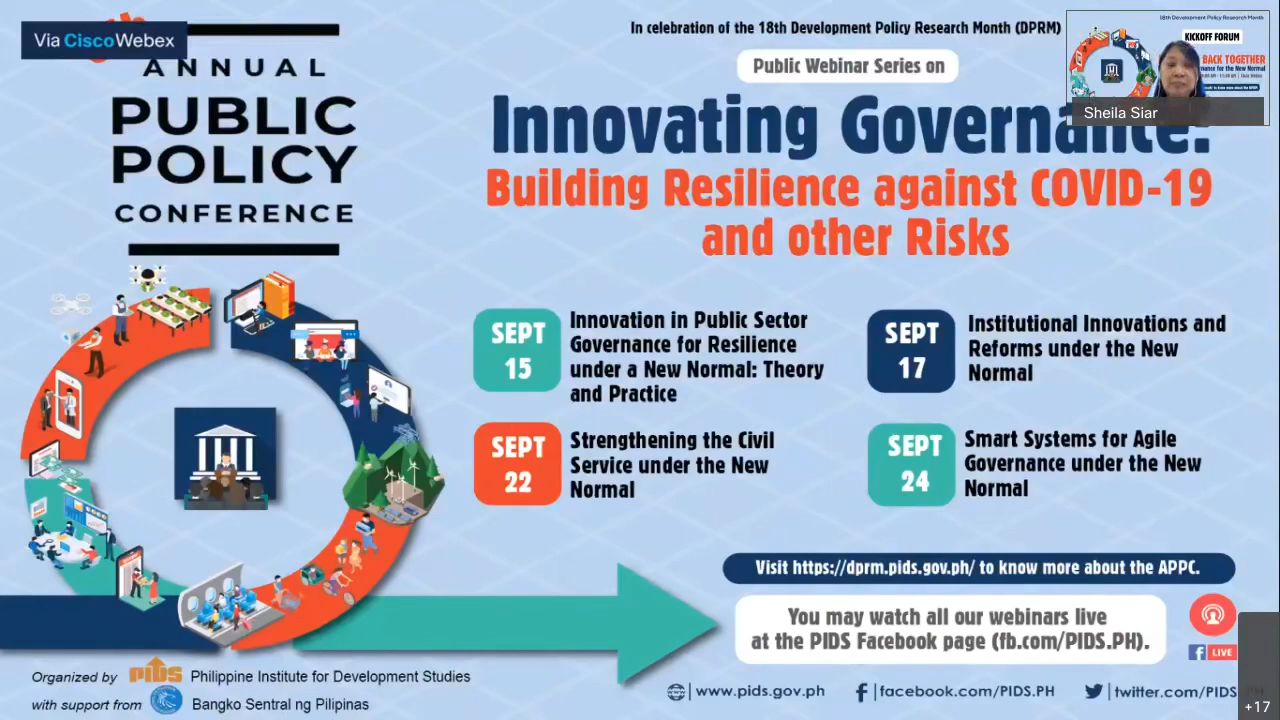 Via Cisco Webex
ANNUAL
PUBLIC
POLICY
CONFERENCE
In celebration of the 18th Development Policy Research Month (DPRM)
Public Webinar Series on
Innovating Governance:
Building Resilience against COVID-19
and other Risks
18th Development Policy Research Month
KICKOFF FORUM
BACK TOGETHER
Sheila Siar
SEPT
15
Innovation in Public Sector
Governance for Resilience
under a New Normal: Theory
and Practice
SEPT
17
Institutional Innovations and
Reforms under the New
Normal
SEPT
22
Strengthening the Civil
Service under the New
Normal
SEPT
24
Smart Systems for Agile
Governance under the New
Normal
Visit https://dprm.pids.gov.ph/ to know more about the APPC.
You may watch all our webinars live
at the PIDS Facebook page (fb.com/PIDS.PH).
f LIVE
Organized by PIDS Philippine Institute for Development Studies
with support from Bangko Sentral ng Pilipinas
www.pids.gov.ph
facebook.com/PIDS.PH
twitter.com/PIDS
+17